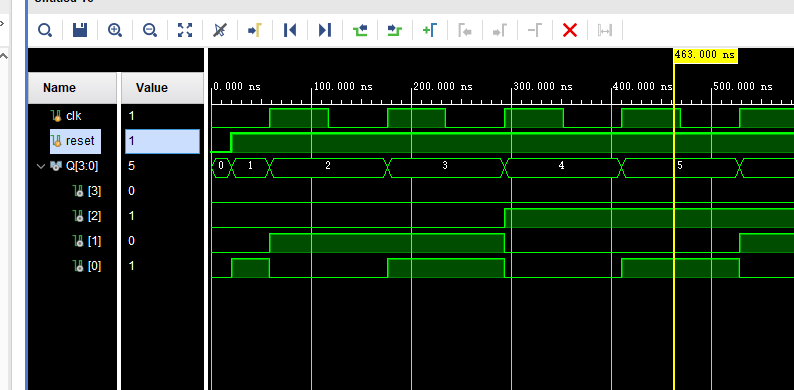 463.000 ns
Name
Value
0.000 ns
100.000 ns
200.000 ns
300.000 ns
400.000 ns
500.000 ns
clk
1
reset
1
Q[3:0]
5
0
1
2
3
4
5
[3]
0
[2]
1
[1]
0
[0]
1